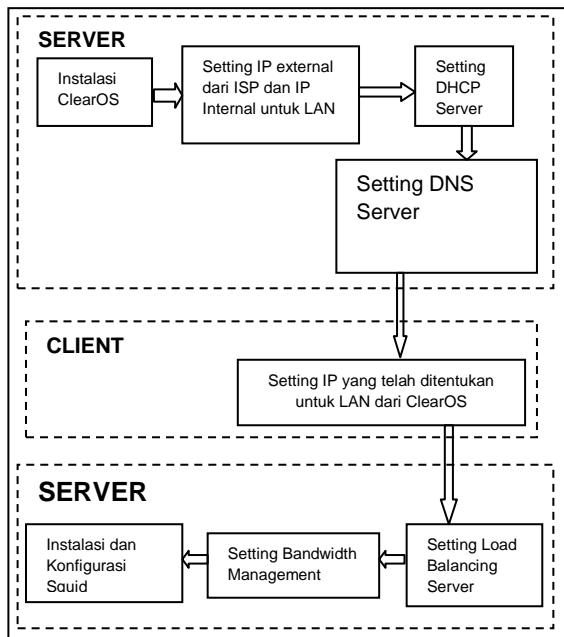 SERVER
Instalasi
ClearOS
Setting IP external
dari ISP dan IP
Internal untuk LAN
Setting
DHCP
Server
Setting DNS
Server
CLIENT
Setting IP yang telah ditentukan
untuk LAN dari ClearOS
SERVER
Instalasi dan
Konfigurasi
Squid
Setting Bandwidth
Management
Setting Load
Balancing
Server